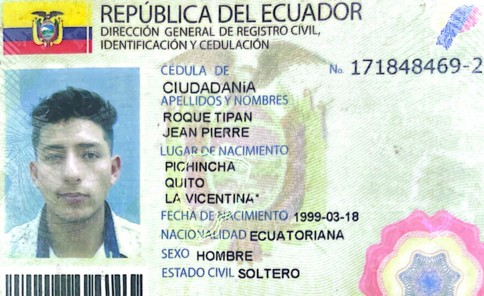 REPÚBLICA DEL ECUADOR
DIRECCIÓN GENERAL DE REGISTRO CIVIL,
IDENTIFICACIÓN Y CEDULACIÓN
CÉDULA DE No. 171848469-2
CIUDADANÍA
APELLIDOS Y NOMBRES
ROQUE TIPAN
JEAN PIERRE
LUGAR DE NACIMIENTO
PICHINCHA
QUITO
LA VICENTINA*
FECHA DE NACIMIENTO 1999-03-18
NACIONALIDAD ECUATORIANA
SEXO HOMBRE
ESTADO CIVIL SOLTERO